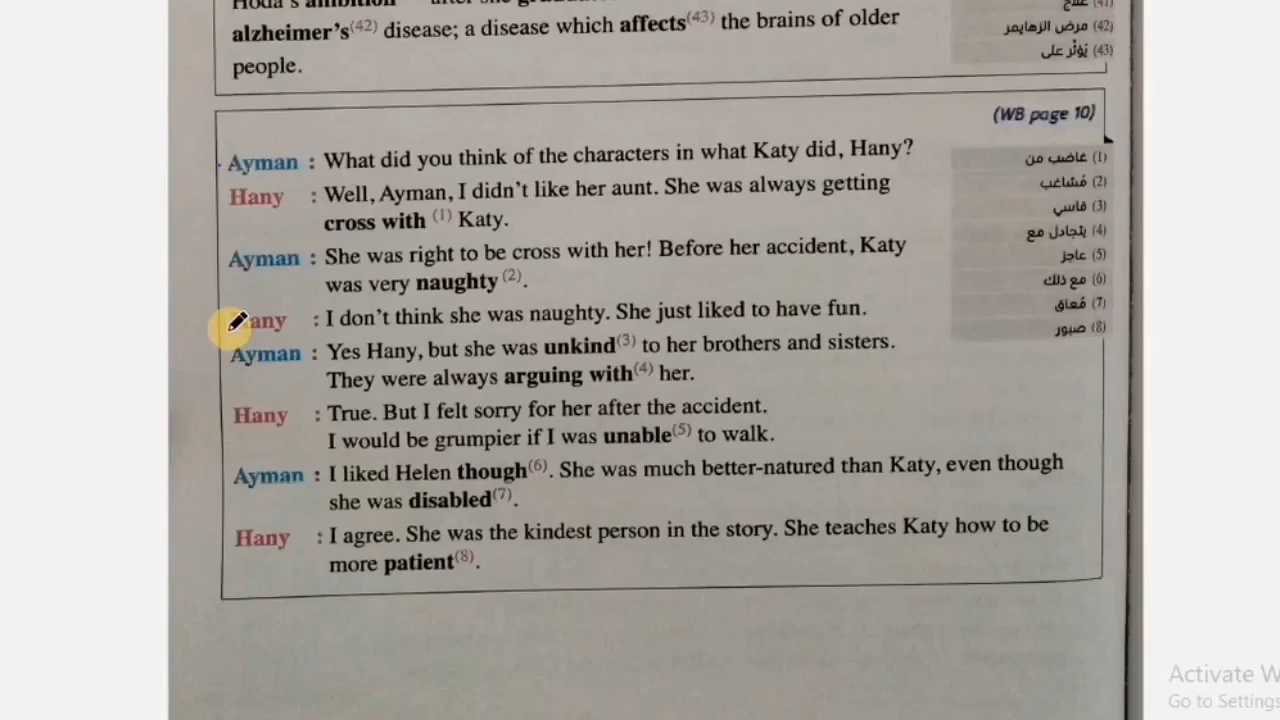 Hoda's ambition after she
(41) علاج
alzheimer's(42) disease; a disease which affects(43) the brains of older
(42) مرض الزهايمر
people.
(43) يُؤثّر على
(WB page 10)
Ayman : What did you think of the characters in what Katy did, Hany?
Hany : Well, Ayman, I didn't like her aunt. She was always getting
cross with (1) Katy.
Ayman : She was right to be cross with her! Before her accident, Katy
was very naughty (2).
any : I don't think she was naughty. She just liked to have fun.
Ayman : Yes Hany, but she was unkind(3) to her brothers and sisters.
They were always arguing with(4) her.
Hany : True. But I felt sorry for her after the accident.
I would be grumpier if I was unable(5) to walk.
Ayman : I liked Helen though(6). She was much better-natured than Katy, even though
she was disabled(7).
Hany : I agree. She was the kindest person in the story. She teaches Katy how to be
more patient(8).
(1) غاضب من
(2) مُشاغب
(3) قاسي
(4) يتجادل مع
(5) عاجز
(6) مع ذلك
(7) مُعاق
(8) صبور
Activate W
Go to Settings